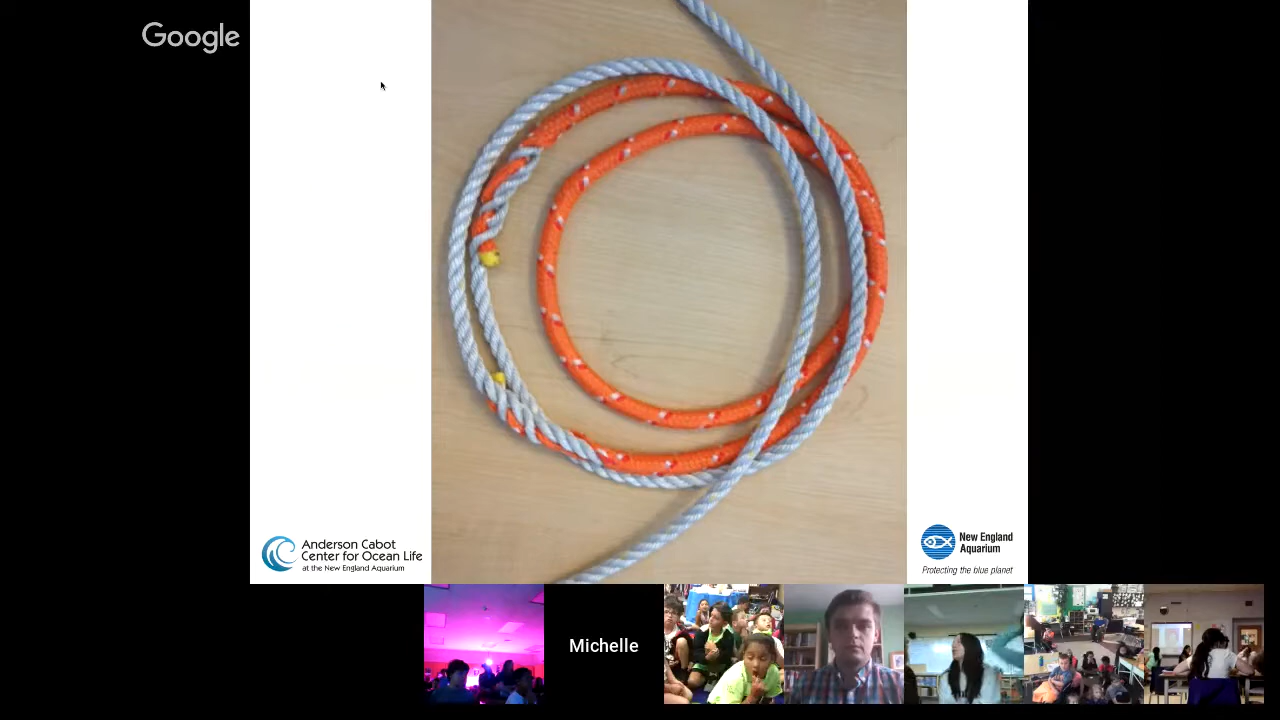 Google
Anderson Cabot
Center for Ocean Life
at the New England Aquarium
New England
Aquarium
Protecting the blue planet
Michelle